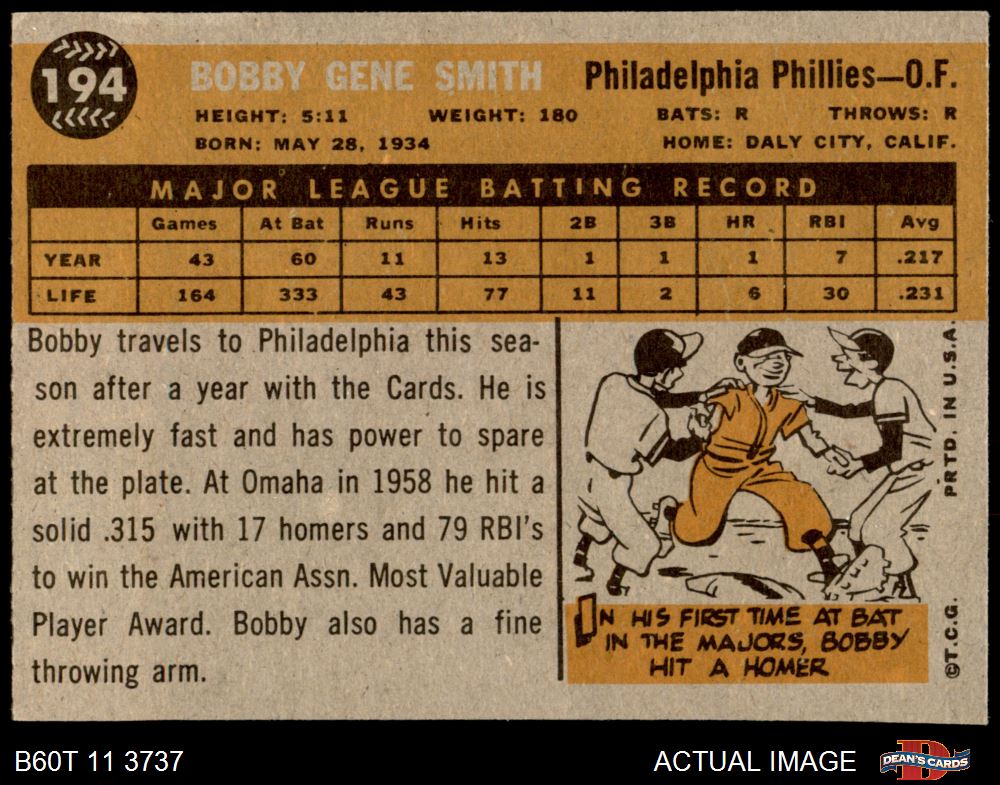 194
BOBBY GENE SMITH Philadelphia Phillies—O.F.
HEIGHT: 5:11 WEIGHT: 180 BATS: R THROWS: R
BORN: MAY 28, 1934 HOME: DALY CITY, CALIF.
MAJOR LEAGUE BATTING RECORD
Games At Bat Runs Hits 2B 3B HR RBI Avg
YEAR 43 60 11 13 1 1 1 7 .217
LIFE 164 333 43 77 11 2 6 30 .231
Bobby travels to Philadelphia this sea-
son after a year with the Cards. He is
extremely fast and has power to spare
at the plate. At Omaha in 1958 he hit a
solid .315 with 17 homers and 79 RBI's
to win the American Assn. Most Valuable
Player Award. Bobby also has a fine
throwing arm.
IN HIS FIRST TIME AT BAT
IN THE MAJORS, BOBBY
HIT A HOMER
©T.C.G. PRTD. IN U.S.A.
B60T 11 3737 ACTUAL IMAGE DEAN'S CARDS